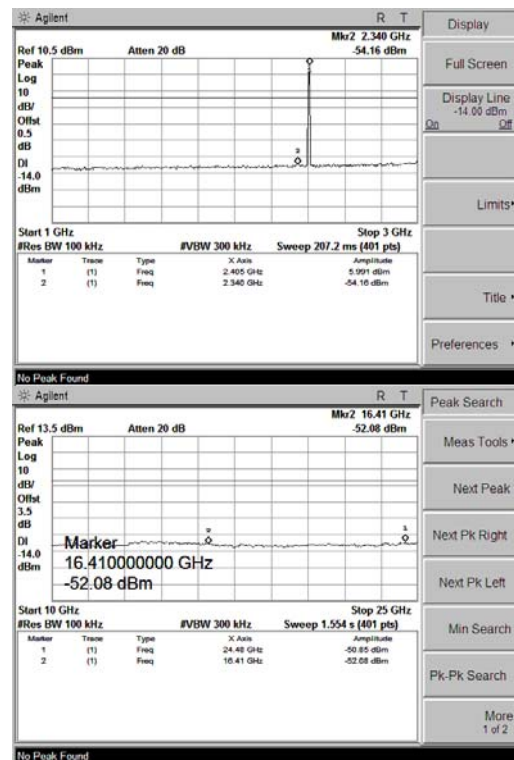 Agilent R T
Mkr2 2.340 GHz
Ref 10.5 dBm Atten 20 dB -54.16 dBm
Peak
Log
10
dB/
Offst
0.5
dB
DI
-14.0
dBm
1
2
Start 1 GHz Stop 3 GHz
#Res BW 100 kHz #VBW 300 kHz Sweep 207.2 ms (401 pts)
Marker Trace Type X Axis Amplitude
1 (1) Freq 2.405 GHz 5.991 dBm
2 (1) Freq 2.340 GHz -54.16 dBm
No Peak Found
Display
Full Screen
Display Line
-14.00 dBm
On Off
Limits
Title
Preferences
Agilent R T
Mkr2 16.41 GHz
Ref 13.5 dBm Atten 20 dB -52.08 dBm
Peak
Log
10
dB/
Offst
3.5
dB
DI
-14.0
dBm
2
1
Marker
16.410000000 GHz
-52.08 dBm
Start 10 GHz Stop 25 GHz
#Res BW 100 kHz #VBW 300 kHz Sweep 1.554 s (401 pts)
Marker Trace Type X Axis Amplitude
1 (1) Freq 24.48 GHz -50.85 dBm
2 (1) Freq 16.41 GHz -52.08 dBm
No Peak Found
Peak Search
Meas Tools
Next Peak
Next Pk Right
Next Pk Left
Min Search
Pk-Pk Search
More
1 of 2